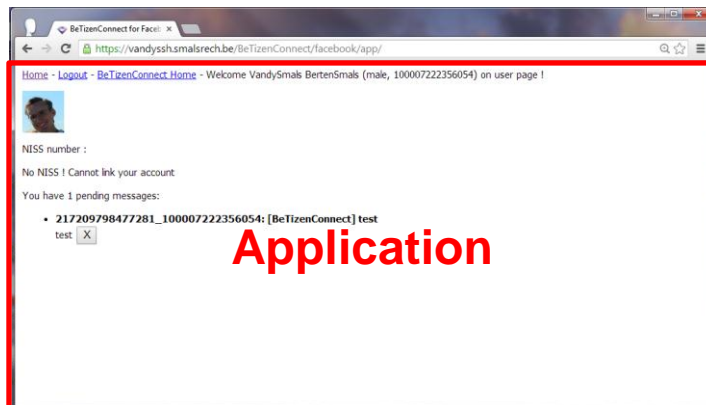 BeTizenConnect for Faceb
https://vandyssh.smalsrech.be/BeTizenConnect/facebook/app/
Home - Logout - BeTizenConnect Home - Welcome VandySmals BertenSmals (male, 100007222356054) on user page !
NISS number :
No NISS ! Cannot link your account
You have 1 pending messages:
• 217209798477281_100007222356054: [BeTizenConnect] test
test X
Application